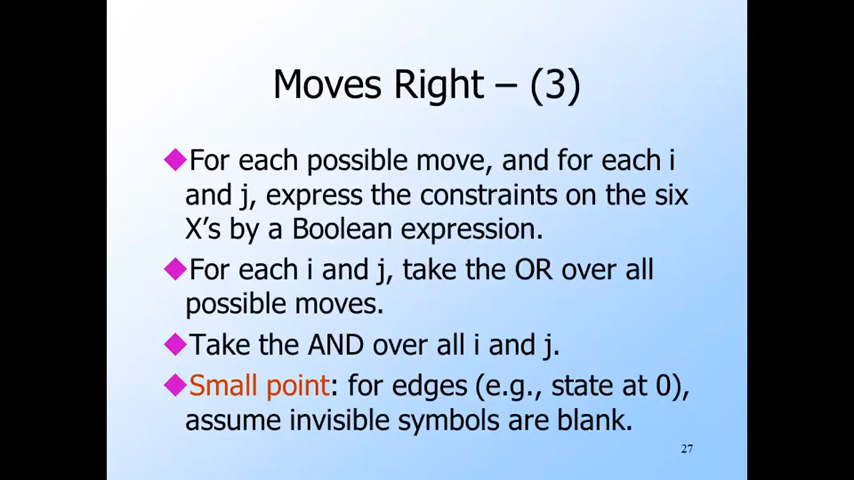 Moves Right – (3)
◆For each possible move, and for each i
and j, express the constraints on the six
X's by a Boolean expression.
◆For each i and j, take the OR over all
possible moves.
◆Take the AND over all i and j.
◆Small point: for edges (e.g., state at 0),
assume invisible symbols are blank.
27